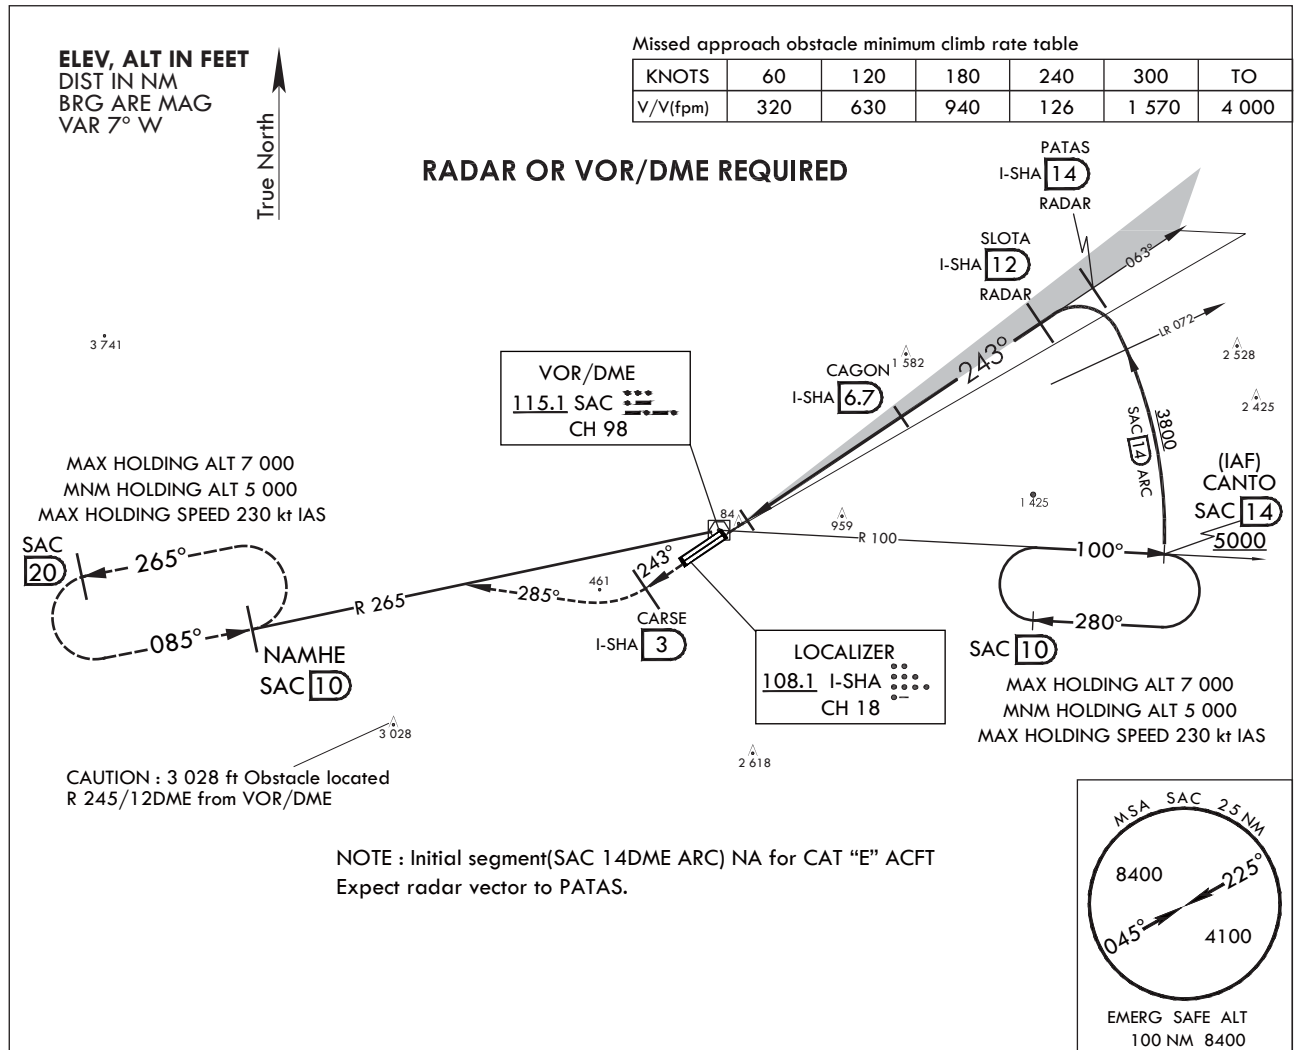 ELEV, ALT IN FEET
DIST IN NM
BRG ARE MAG
VAR 7° W
True North
Missed approach obstacle minimum climb rate table
KNOTS 60 120 180 240 300 TO
V/V(fpm) 320 630 940 126 1 570 4 000
RADAR OR VOR/DME REQUIRED
PATAS
I-SHA 14
RADAR
SLOTA
I-SHA 12
RADAR
063°
LR 072
243°
CAGON
I-SHA 6.7
1 582
2 528
2 425
3 741
VOR/DME
115.1 SAC
CH 98
3800
SAC 14 ARC
(IAF)
CANTO
SAC 14
5000
MAX HOLDING ALT 7 000
MNM HOLDING ALT 5 000
MAX HOLDING SPEED 230 kt IAS
SAC
20
265°
085°
NAMHE
SAC 10
R 265
285°
461
243°
CARSE
I-SHA 3
84
959
1 425
R 100
100°
280°
SAC 10
LOCALIZER
108.1 I-SHA
CH 18
MAX HOLDING ALT 7 000
MNM HOLDING ALT 5 000
MAX HOLDING SPEED 230 kt IAS
3 028
2 618
CAUTION : 3 028 ft Obstacle located
R 245/12DME from VOR/DME
NOTE : Initial segment(SAC 14DME ARC) NA for CAT “E” ACFT
Expect radar vector to PATAS.
MSA SAC 25 NM
8400
225°
045°
4100
EMERG SAFE ALT
100 NM 8400